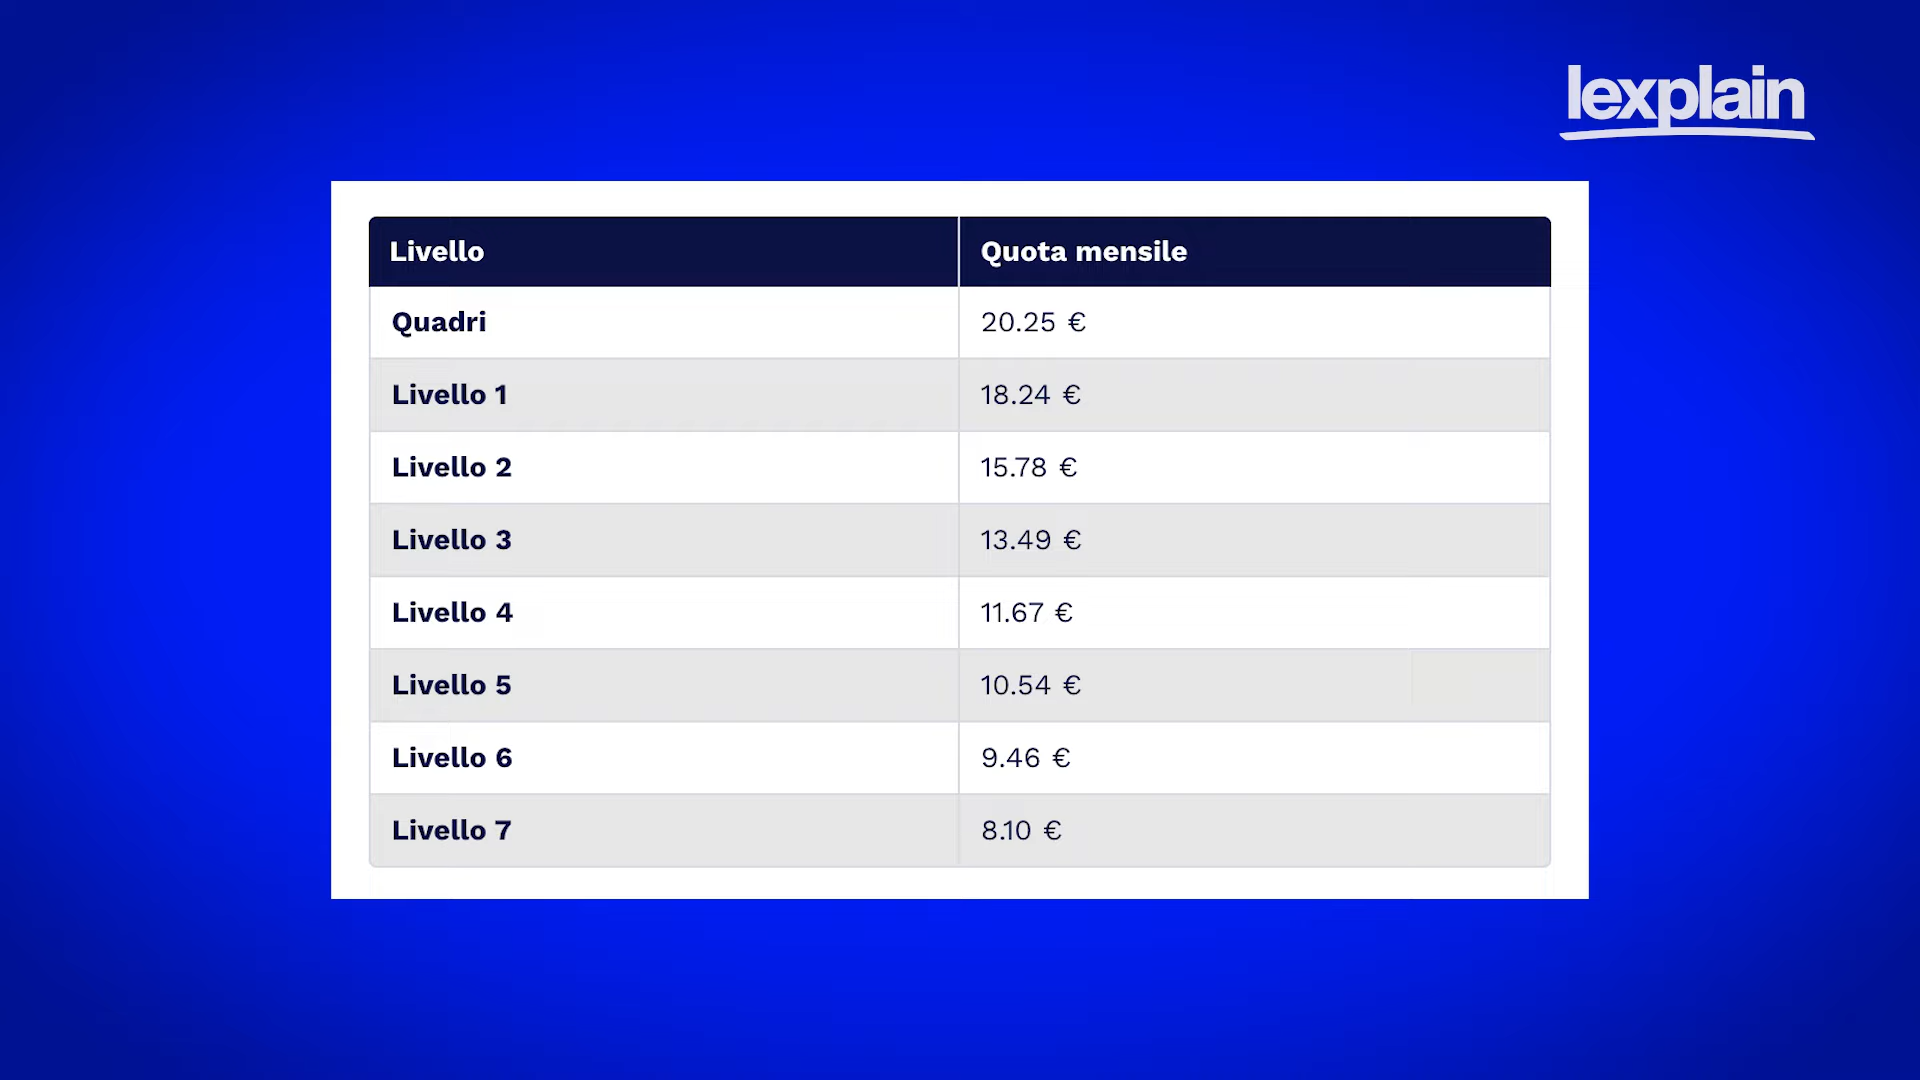 lexplain
Livello Quota mensile
Quadri 20.25 €
Livello 1 18.24 €
Livello 2 15.78 €
Livello 3 13.49 €
Livello 4 11.67 €
Livello 5 10.54 €
Livello 6 9.46 €
Livello 7 8.10 €